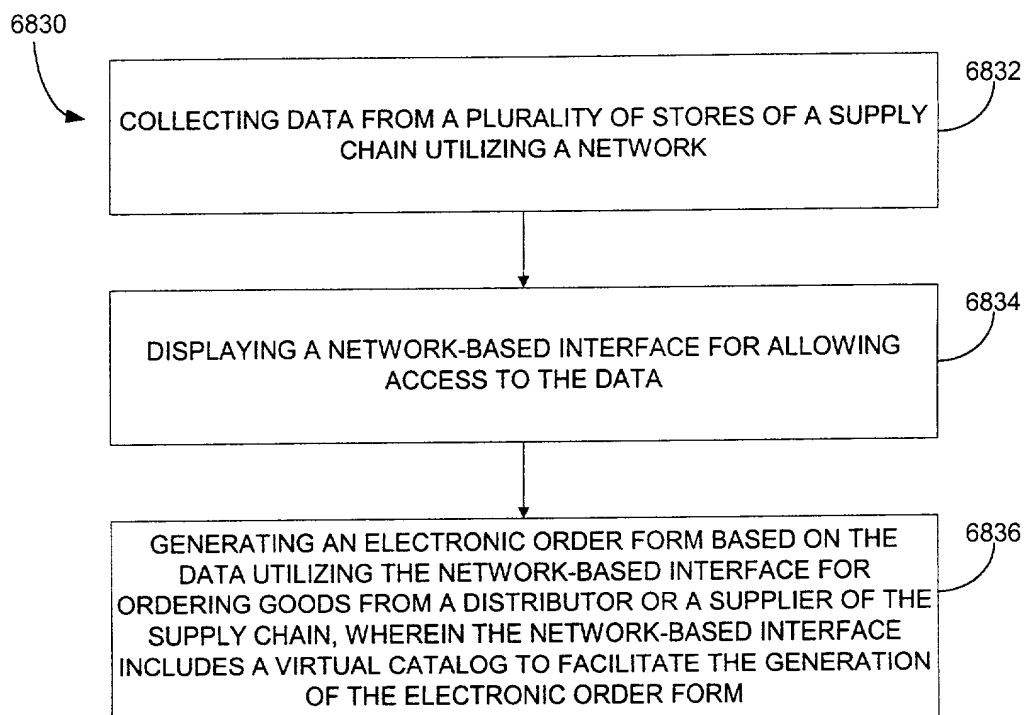 6830
6832
COLLECTING DATA FROM A PLURALITY OF STORES OF A SUPPLY
CHAIN UTILIZING A NETWORK
6834
DISPLAYING A NETWORK-BASED INTERFACE FOR ALLOWING
ACCESS TO THE DATA
6836
GENERATING AN ELECTRONIC ORDER FORM BASED ON THE
DATA UTILIZING THE NETWORK-BASED INTERFACE FOR
ORDERING GOODS FROM A DISTRIBUTOR OR A SUPPLIER OF THE
SUPPLY CHAIN, WHEREIN THE NETWORK-BASED INTERFACE
INCLUDES A VIRTUAL CATALOG TO FACILITATE THE GENERATION
OF THE ELECTRONIC ORDER FORM